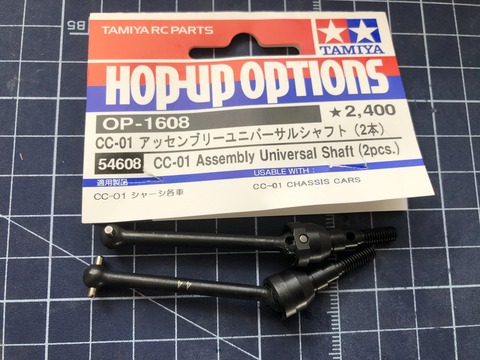 B5
TAMIYA RC PARTS
TAMIYA
HOP-UP OPTIONS
OP-1608
★2,400
CC-01 アッセンブリーユニバーサルシャフト(2本)
54608 CC-01 Assembly Universal Shaft (2pcs.)
適用製品
USABLE WITH:
CC-01 シャーシ各車
CC-01 CHASSIS CARS